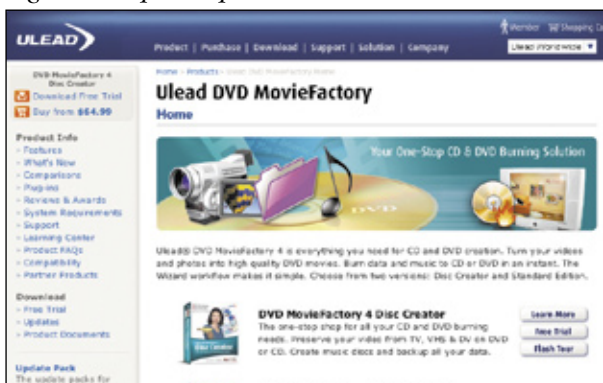 ULEAD
Member Shopping
Product | Purchase | Download | Support | Solution | Company
Ulead Worldwide
DVD MovieFactory 4
Disc Creator
Download Free Trial
Buy from $64.99
Product Info
- Features
- What's New
- Comparisons
- Plug-ins
- Reviews & Awards
- System Requirements
- Support
- Learning Center
- Product FAQs
- Compatibility
- Partner Products
Download
- Free Trial
- Updates
- Product Documents
Update Pack
The update packs for
Home > Products > Ulead DVD MovieFactory Home
Ulead DVD MovieFactory
Home
Your One-Stop CD & DVD Burning Solution
DVD
Ulead® DVD MovieFactory 4 is everything you need for CD and DVD creation. Turn your videos
and photos into high quality DVD movies. Burn data and music to CD or DVD in an instant. The
Wizard workflow makes it simple. Choose from two versions: Disc Creator and Standard Edition.
DVD MovieFactory 4 Disc Creator
The one-stop shop for all your CD and DVD burning
needs. Preserve your video from TV, VHS & DV on DVD
or CD. Create music discs and backup all your data.
Learn More
Free Trial
Flash Tour